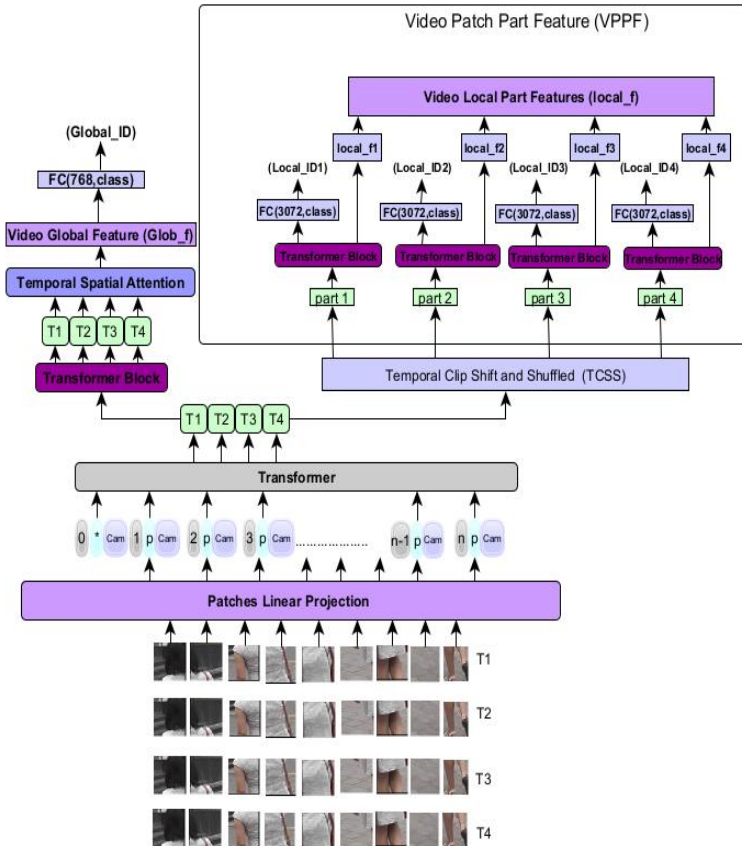 Video Patch Part Feature (VPPF)
Video Local Part Features (local_f)
(Global_ID)
local_f1 local_f2 local_f3 local_f4
(Local_ID1) (Local_ID2) (Local_ID3) (Local_ID4)
FC(768,class)
FC(3072,class) FC(3072,class) FC(3072,class) FC(3072,class)
Video Global Feature (Glob_f)
Transformer Block Transformer Block Transformer Block Transformer Block
Temporal Spatial Attention
part 1 part 2 part 3 part 4
T1 T2 T3 T4
Transformer Block
Temporal Clip Shift and Shuffled (TCSS)
T1 T2 T3 T4
Transformer
0 * Cam 1 p Cam 2 p Cam 3 p Cam ................... n-1 p Cam n p Cam
Patches Linear Projection
T1
T2
T3
T4